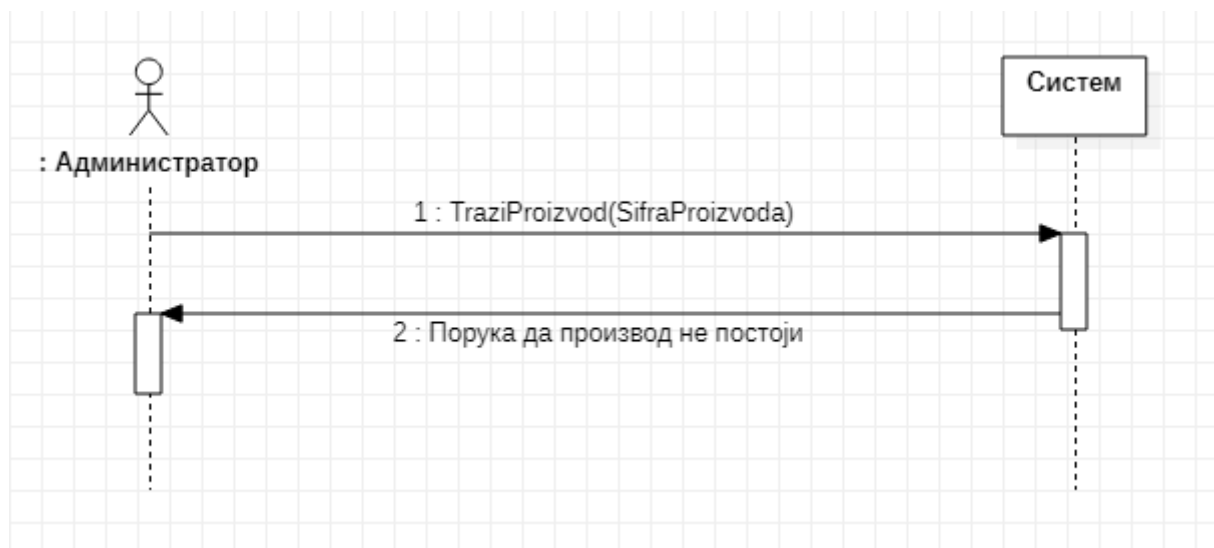 Систем
: Администратор
1 : TraziProizvod(SifraProizvoda)
2 : Порука да производ не постоји